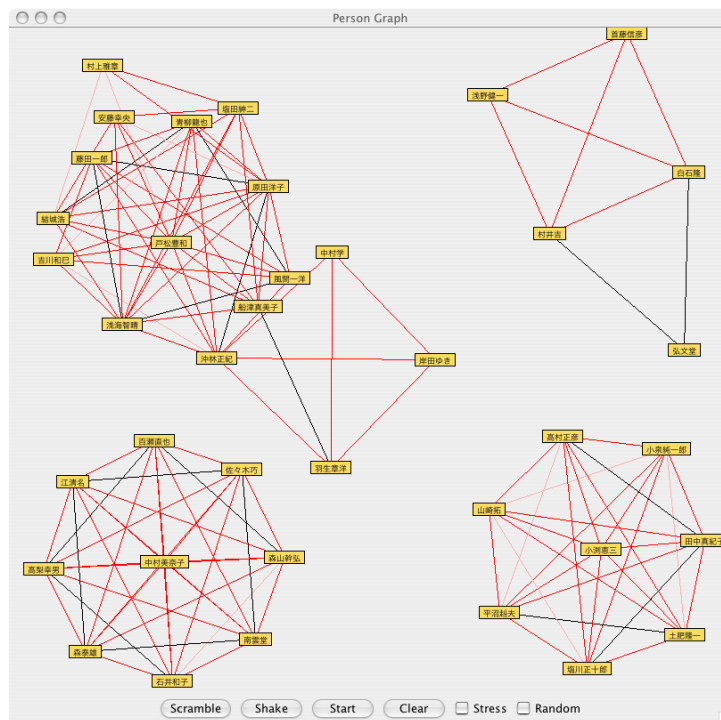 Person Graph
首藤信彦
村上雅章
浅野健一
塩田紳二
安藤幸央
青柳龍也
藤田一郎
白石隆
原田洋子
結城浩
村井吉
戸松豊和
中村学
吉川和巳
風間一洋
船津真美子
浅海智晴
弘文堂
沖林正紀
岸田ゆき
羽生章洋
高村正彦
百瀬直也
小泉純一郎
佐々木巧
江清名
山崎拓
田中真紀子
小渕恵三
森山幹弘
中村美奈子
高梨幸男
平沼赳夫
土肥隆一
南雲堂
森泰雄
塩川正十郎
石井和子
Scramble Shake Start Clear Stress Random